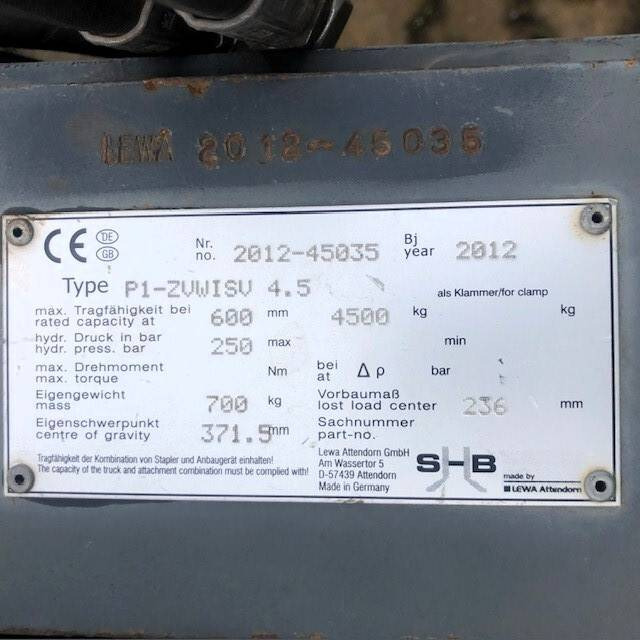 LEWA 2012-45035
CE DE GB Nr. no. 2012-45035 Bj year 2012
Type P1-ZVWISV 4.5 als Klammer/for clamp
max. Tragfähigkeit bei
rated capacity at 600 mm 4500 kg kg
hydr. Druck in bar
hydr. press. bar 250 max min
max. Drehmoment
max. torque Nm bei at Δ ρ bar
Eigengewicht
mass 700 kg
Vorbaumaß
lost load center 236 mm
Eigenschwerpunkt
centre of gravity 371.5mm
Sachnummer
part-no.
Tragfähigkeit der Kombination von Stapler und Anbaugerät einhalten!
The capacity of the truck and attachment combination must be complied with!
Lewa Attendorn GmbH
Am Wassertor 5
D-57439 Attendorn
Made in Germany
SHB
made by
LEWA Attendorn